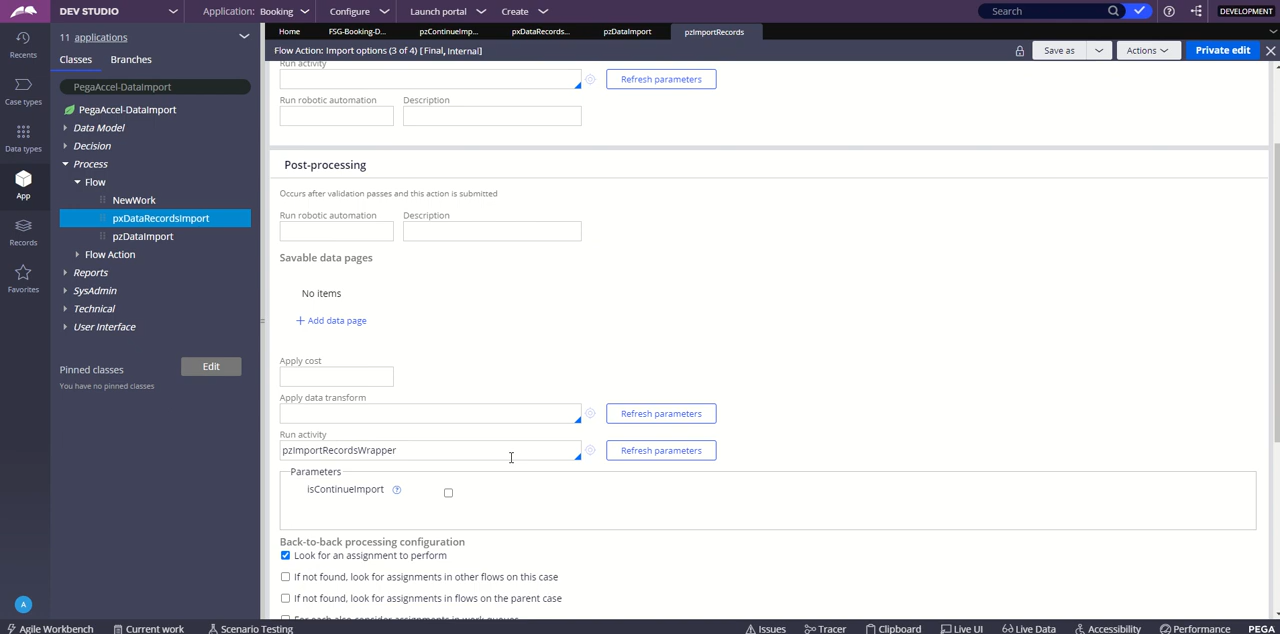 DEV STUDIO
Application: Booking
Configure
Launch portal
Create
Search
DEVELOPMENT
Recents
Case types
Data types
App
Records
Favorites
A
11 applications
Classes Branches
PegaAccel-DataImport
PegaAccel-DataImport
Data Model
Decision
Process
Flow
NewWork
pxDataRecordsImport
pzDataImport
Flow Action
Reports
SysAdmin
Technical
User Interface
Pinned classes
Edit
You have no pinned classes
Home FSG-Booking-D... pzContinueImp... pxDataRecords... pzDataImport pzImportRecords
Flow Action: Import options (3 of 4) [Final, Internal]
Save as Actions Private edit
Run activity
Refresh parameters
Run robotic automation Description
Post-processing
Occurs after validation passes and this action is submitted
Run robotic automation Description
Savable data pages
No items
+ Add data page
Apply cost
Apply data transform
Refresh parameters
Run activity
pzImportRecordsWrapper
Refresh parameters
Parameters
isContinueImport ?
Back-to-back processing configuration
Look for an assignment to perform
If not found, look for assignments in other flows on this case
If not found, look for assignments in flows on the parent case
For each also consider assignments in work queues
Agile Workbench Current work Scenario Testing Issues Tracer Clipboard Live UI Live Data Accessibility Performance PEGA